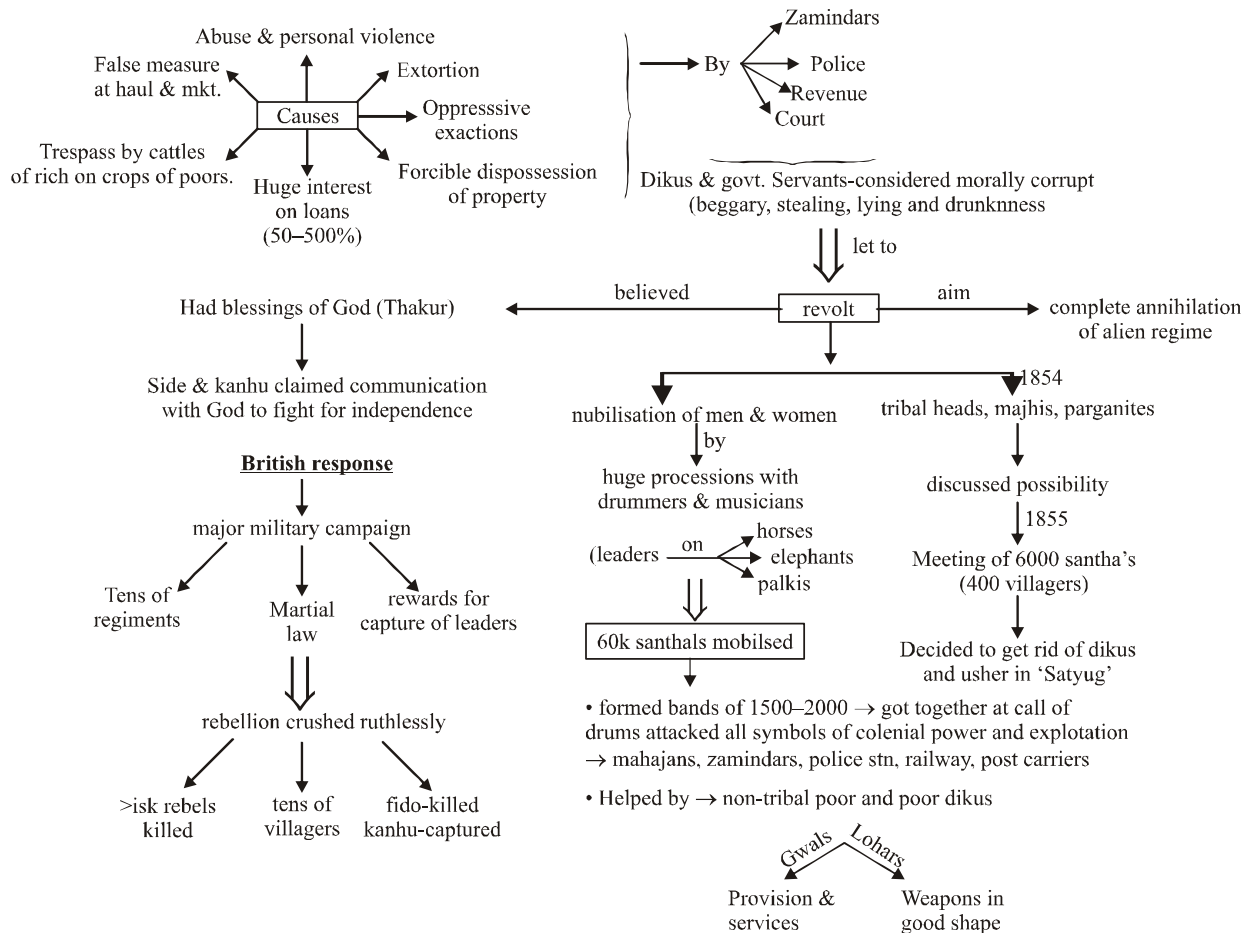 Abuse & personal violence
False measure
at haul & mkt.
Extortion
Causes
Oppresssive
exactions
Trespass by cattles
of rich on crops of poors.
Huge interest
on loans
(50–500%)
Forcible dispossession
of property
By
Zamindars
Police
Revenue
Court
Dikus & govt. Servants-considered morally corrupt
(beggary, stealing, lying and drunknness
let to
Had blessings of God (Thakur)
believed
revolt
aim
complete annihilation
of alien regime
Side & kanhu claimed communication
with God to fight for independence
British response
major military campaign
Tens of
regiments
Martial
law
rewards for
capture of leaders
rebellion crushed ruthlessly
>isk rebels
killed
tens of
villagers
fido-killed
kanhu-captured
nubilisation of men & women
by
huge processions with
drummers & musicians
(leaders
on
horses
elephants
palkis
60k santhals mobilsed
1854
tribal heads, majhis, parganites
discussed possibility
1855
Meeting of 6000 santha's
(400 villagers)
Decided to get rid of dikus
and usher in ‘Satyug’
• formed bands of 1500–2000 → got together at call of
drums attacked all symbols of colenial power and explotation
→ mahajans, zamindars, police stn, railway, post carriers
• Helped by → non-tribal poor and poor dikus
Gwals
Lohars
Provision &
services
Weapons in
good shape